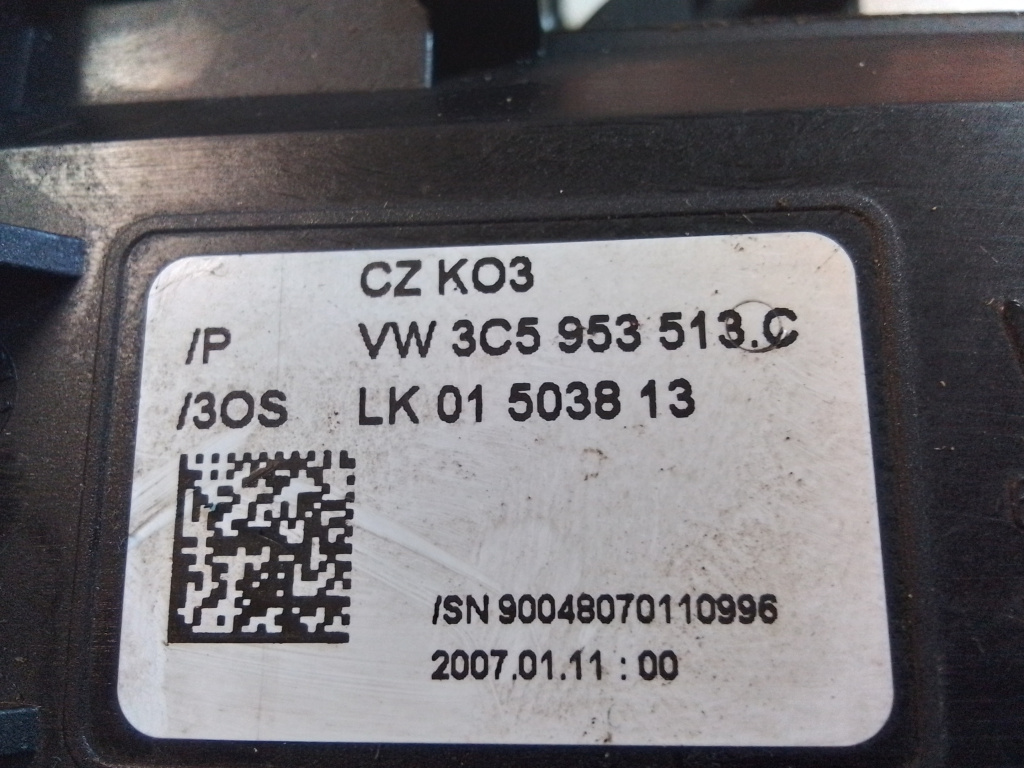 CZ KO3
/P VW 3C5 953 513.C
/3OS LK 01 5038 13
/SN 90048070110996
2007.01.11 : 00